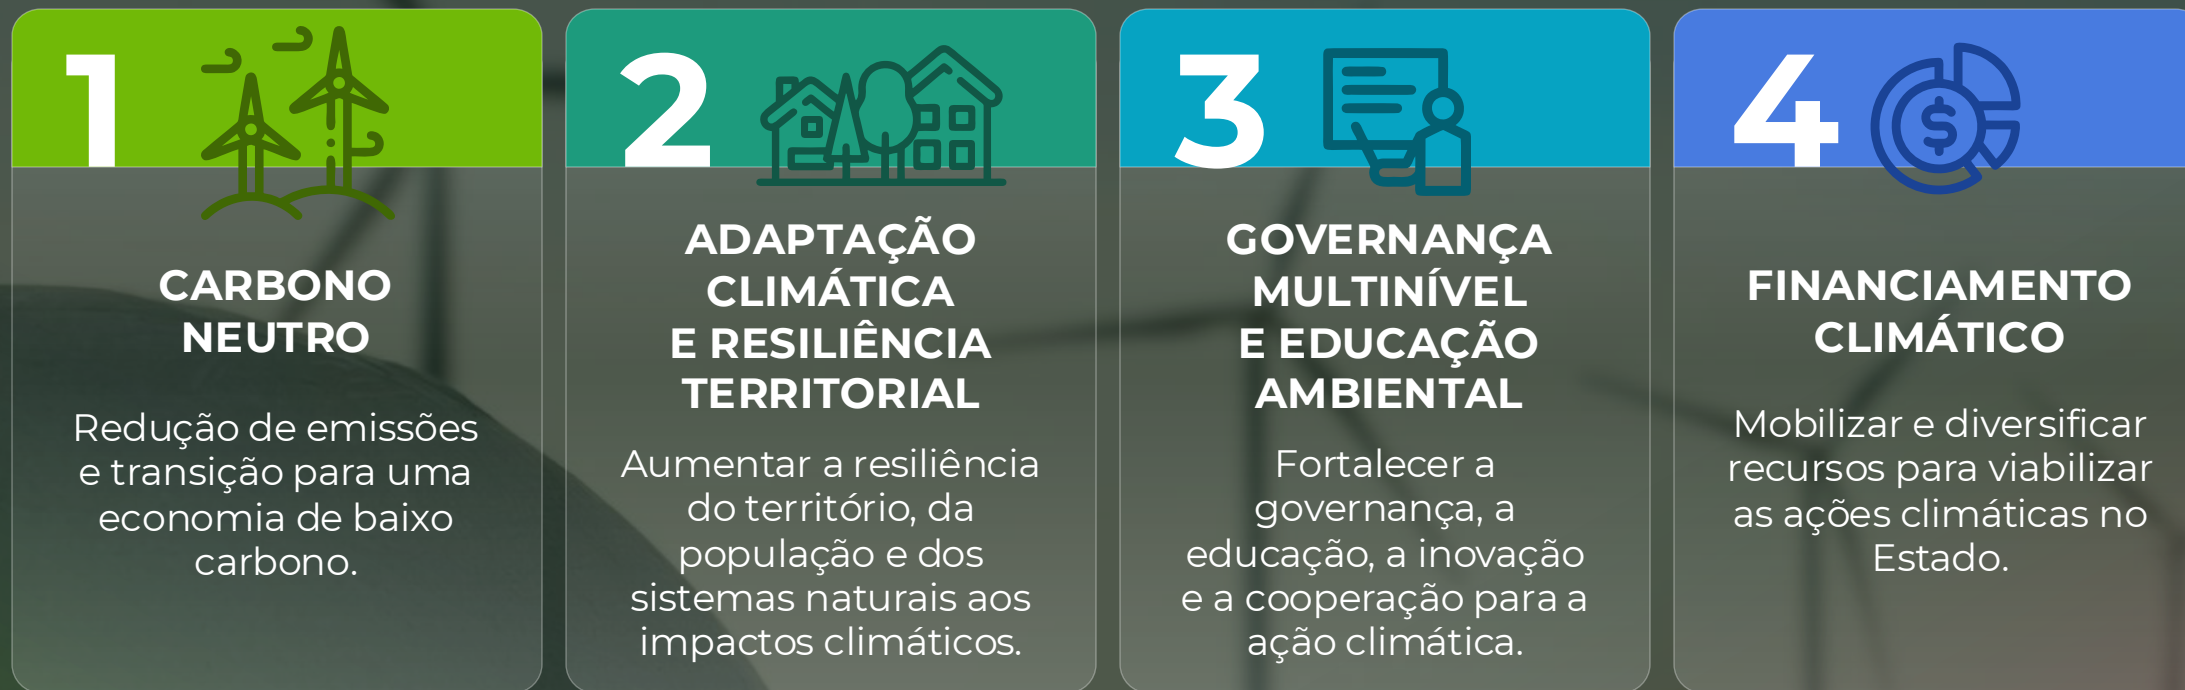 1
CARBONO
NEUTRO
Redução de emissões
e transição para uma
economia de baixo
carbono.
2
ADAPTAÇÃO
CLIMÁTICA
E RESILIÊNCIA
TERRITORIAL
Aumentar a resiliência
do território, da
população e dos
sistemas naturais aos
impactos climáticos.
3
GOVERNANÇA
MULTINÍVEL
E EDUCAÇÃO
AMBIENTAL
Fortalecer a
governança, a
educação, a inovação
e a cooperação para a
ação climática.
4
$
FINANCIAMENTO
CLIMÁTICO
Mobilizar e diversificar
recursos para viabilizar
as ações climáticas no
Estado.